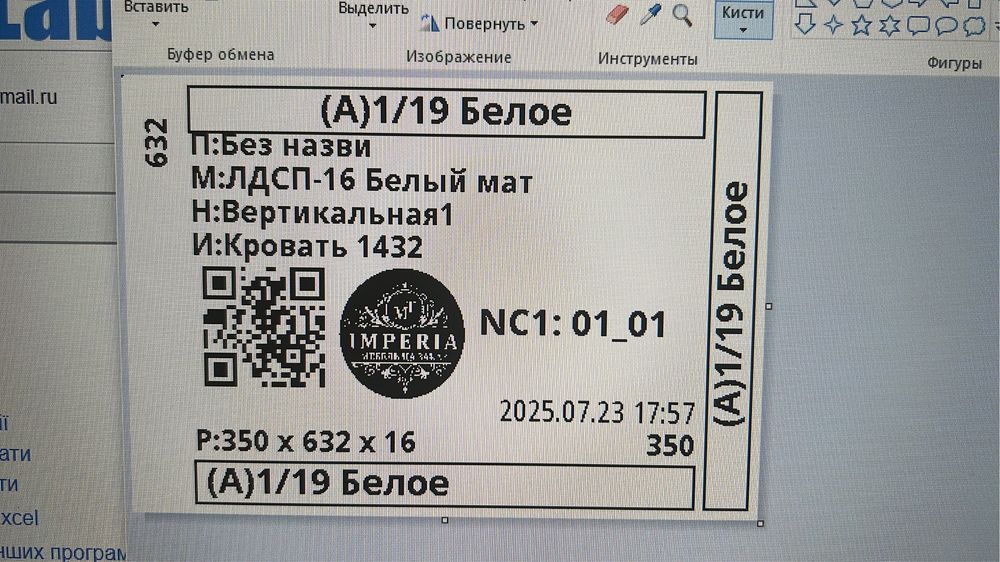 Вставить
Выделить
Повернуть
Кисти
Буфер обмена
Изображение
Инструменты
Фигуры
mail.ru
632
(A)1/19 Белое
П:Без назви
М:ЛДСП-16 Белый мат
Н:Вертикальная1
И:Кровать 1432
IMPERIA
NC1: 01_01
2025.07.23 17:57
P:350 x 632 x 16
350
(A)1/19 Белое
(A)1/19 Белое